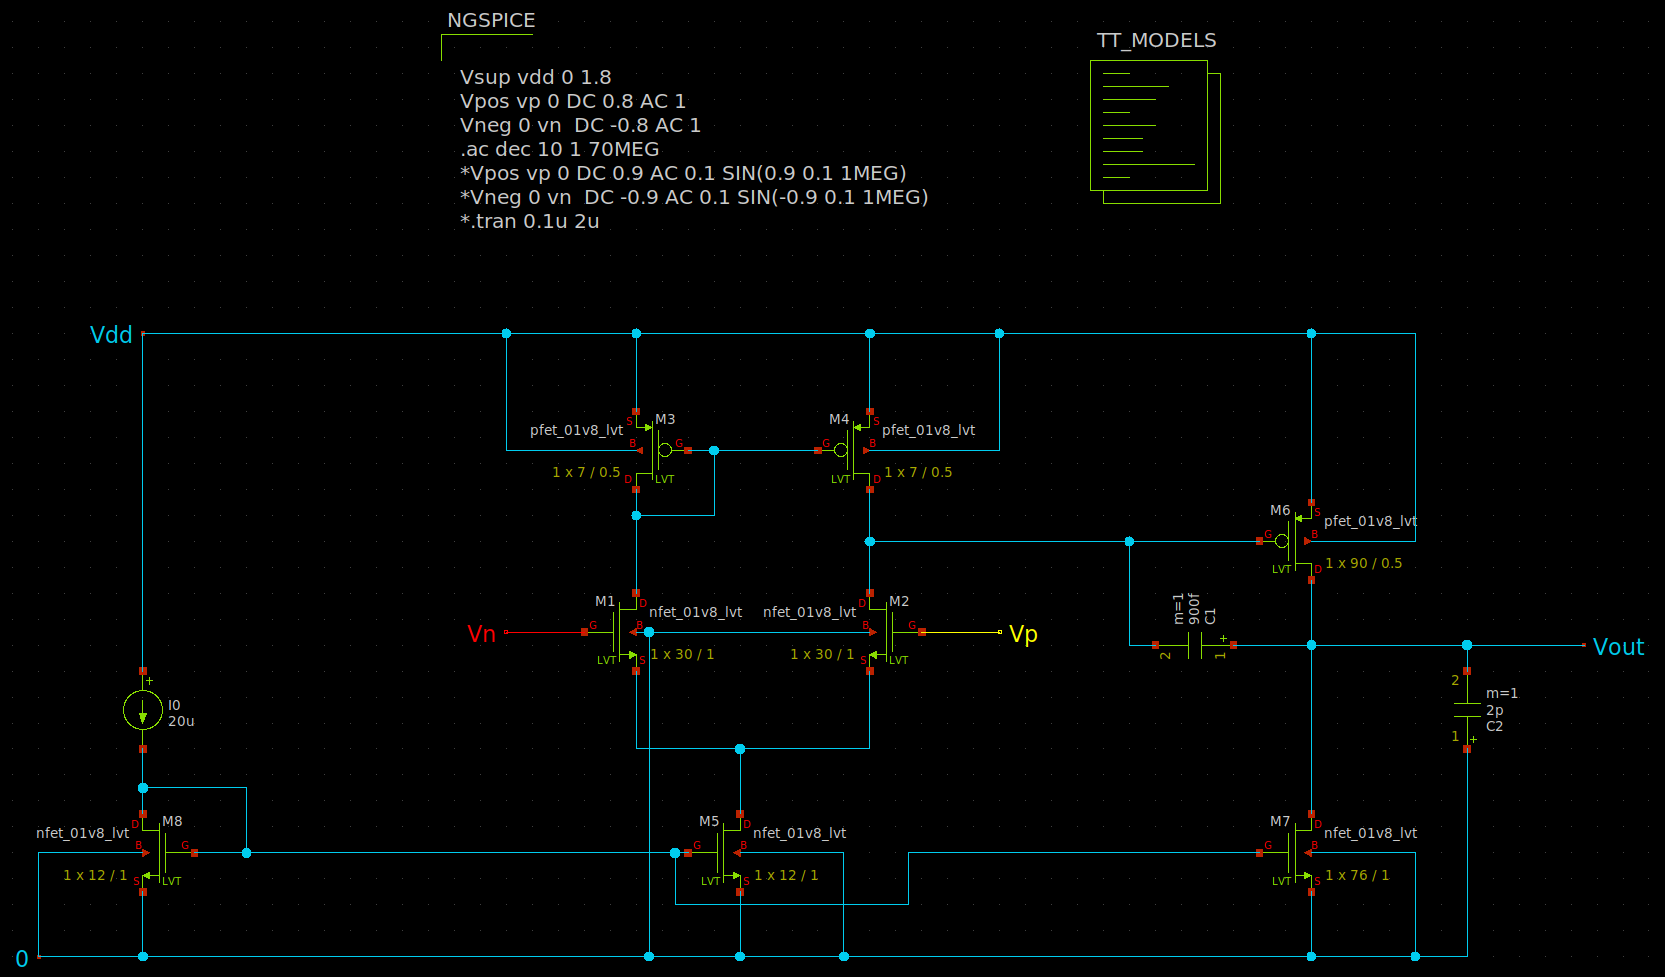 NGSPICE
Vsup vdd 0 1.8
Vpos vp 0 DC 0.8 AC 1
Vneg 0 vn  DC -0.8 AC 1
.ac dec 10 1 70MEG
*Vpos vp 0 DC 0.9 AC 0.1 SIN(0.9 0.1 1MEG)
*Vneg 0 vn  DC -0.9 AC 0.1 SIN(-0.9 0.1 1MEG)
*.tran 0.1u 2u
TT_MODELS
Vdd
M3
S
pfet_01v8_lvt
B
G
1 x 7 / 0.5
D
LVT
M4
S
pfet_01v8_lvt
G
B
1 x 7 / 0.5
D
LVT
M6
S
pfet_01v8_lvt
G
B
1 x 90 / 0.5
D
LVT
M1
D
nfet_01v8_lvt
Vn
G
B
1 x 30 / 1
S
LVT
M2
D
nfet_01v8_lvt
B
G
Vp
1 x 30 / 1
S
LVT
m=1
900f
C1
2
1
+
Vout
2
m=1
2p
C2
1
+
+
I0
20u
M8
D
nfet_01v8_lvt
B
G
1 x 12 / 1
S
LVT
M5
D
nfet_01v8_lvt
G
B
1 x 12 / 1
S
LVT
M7
D
nfet_01v8_lvt
G
B
1 x 76 / 1
S
LVT
0